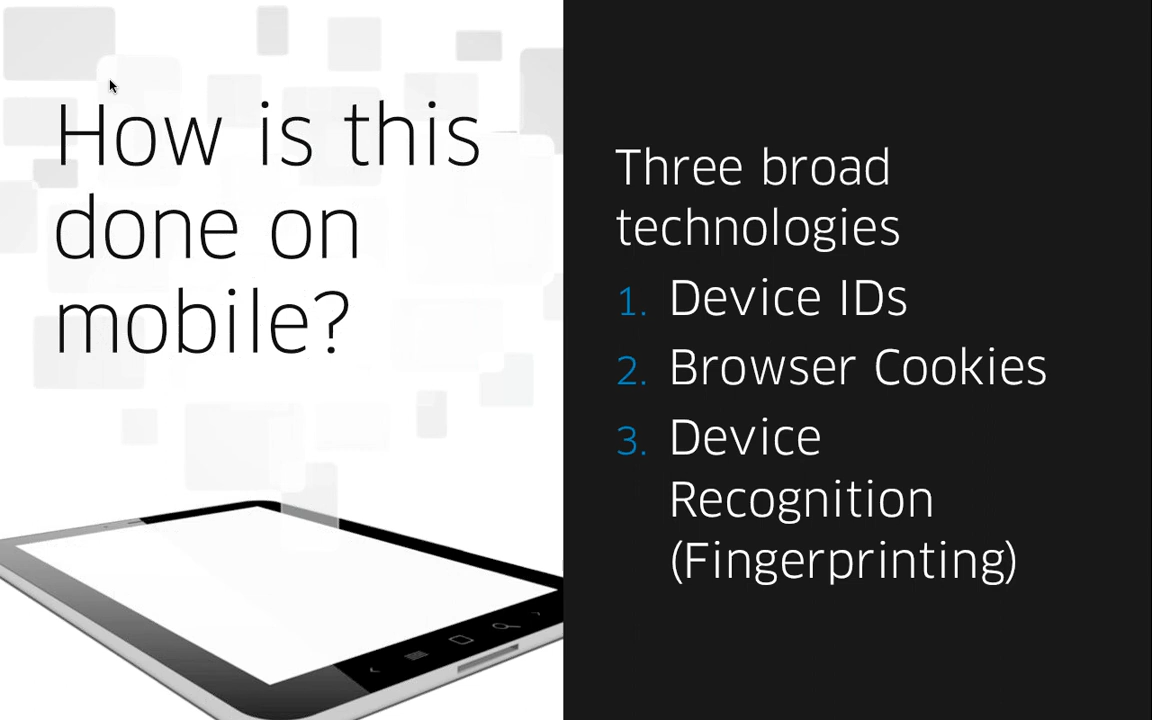 How is this
done on
mobile?
Three broad
technologies
1. Device IDs
2. Browser Cookies
3. Device
Recognition
(Fingerprinting)